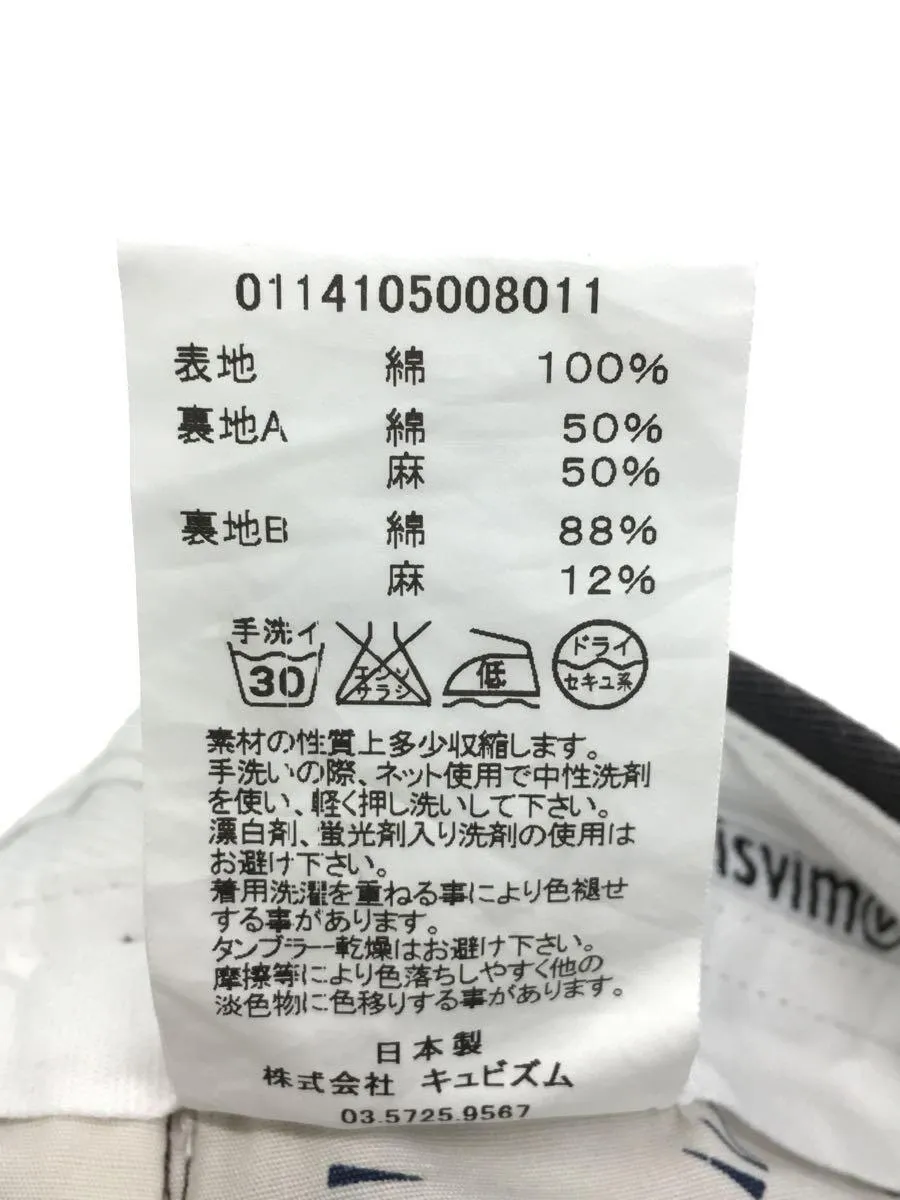 0114105008011
表地 綿 100%
裏地A 綿 50%
麻 50%
裏地B 綿 88%
麻 12%
手洗イ
30
エンソ
サラシ
低
ドライ
セキユ系
素材の性質上多少収縮します。
手洗いの際、ネット使用で中性洗剤
を使い、軽く押し洗いして下さい。
漂白剤、蛍光剤入り洗剤の使用は
お避け下さい。
着用洗濯を重ねる事により色褪せ
する事があります。
タンブラー乾燥はお避け下さい。
摩擦等により色落ちしやすく他の
淡色物に色移りする事があります。
日本製
株式会社 キュビズム
03.5725.9567
isvim